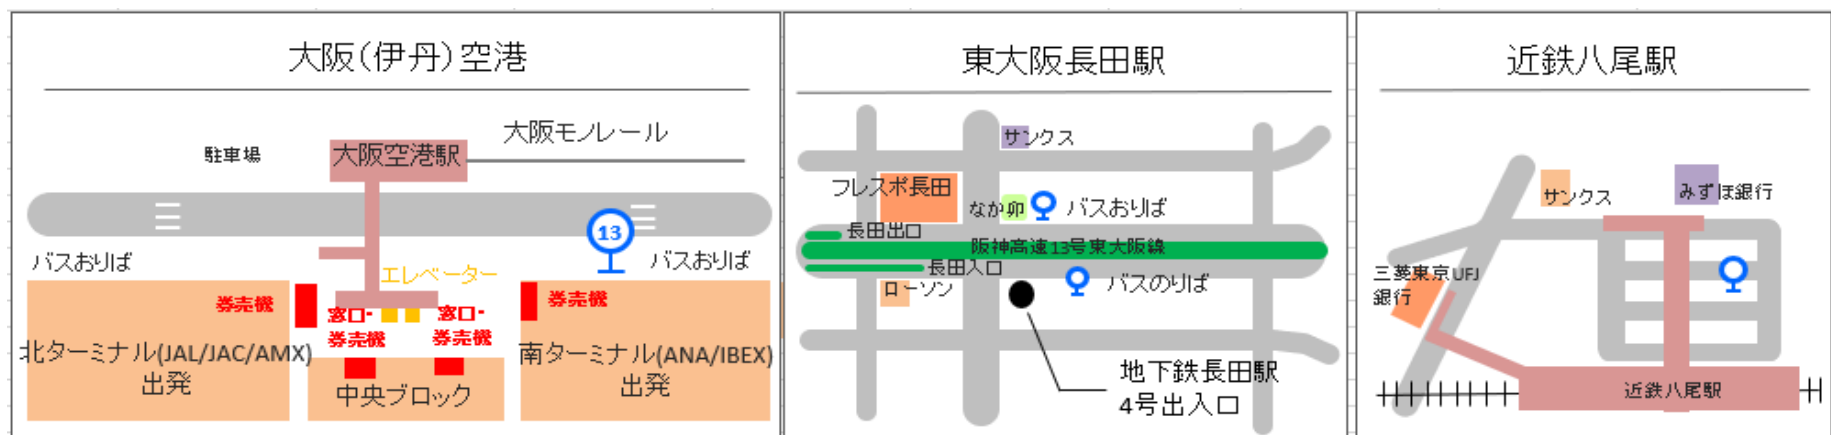 大阪(伊丹)空港
大阪モノレール
駐車場
大阪空港駅
13
バスおりば
バスおりば
エレベーター
券売機
窓口・
券売機
窓口・
券売機
券売機
北ターミナル(JAL/JAC/AMX)
出発
中央ブロック
南ターミナル(ANA/IBEX)
出発
東大阪長田駅
サンクス
フレスポ長田
なか卯
バスおりば
長田出口
阪神高速13号東大阪線
長田入口
ローソン
バスのりば
地下鉄長田駅
4号出入口
近鉄八尾駅
サンクス
みずほ銀行
三菱東京UFJ
銀行
近鉄八尾駅